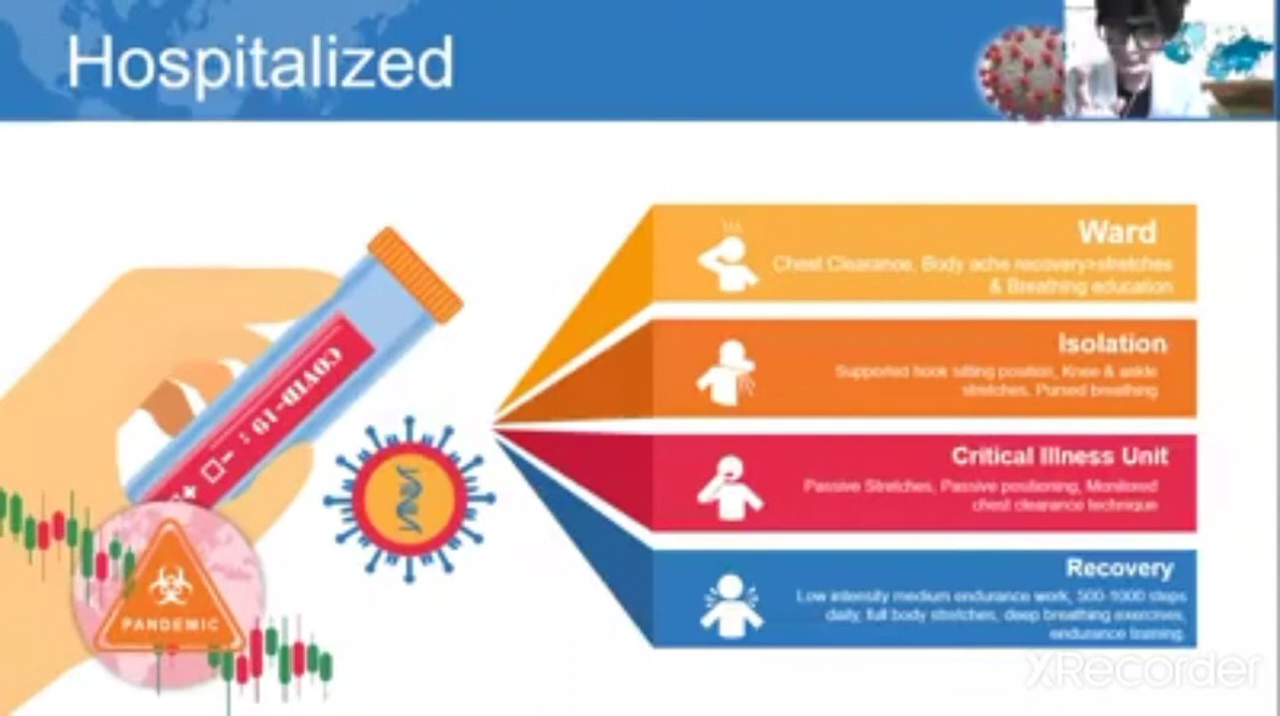 Hospitalized
Ward
Chest Clearance, Body ache recovery>stretches
& Breathing education
Isolation
Supported hook sitting position, Knee & ankle
stretches. Pursed breathing
Critical Illness Unit
Passive Stretches, Passive positioning, Monitored
chest clearance technique
Recovery
Low intensity medium endurance work, 500-1000 steps
daily, full body stretches, deep breathing exercises,
endurance training.
COVID-19 :
PANDEMIC
XRecorder